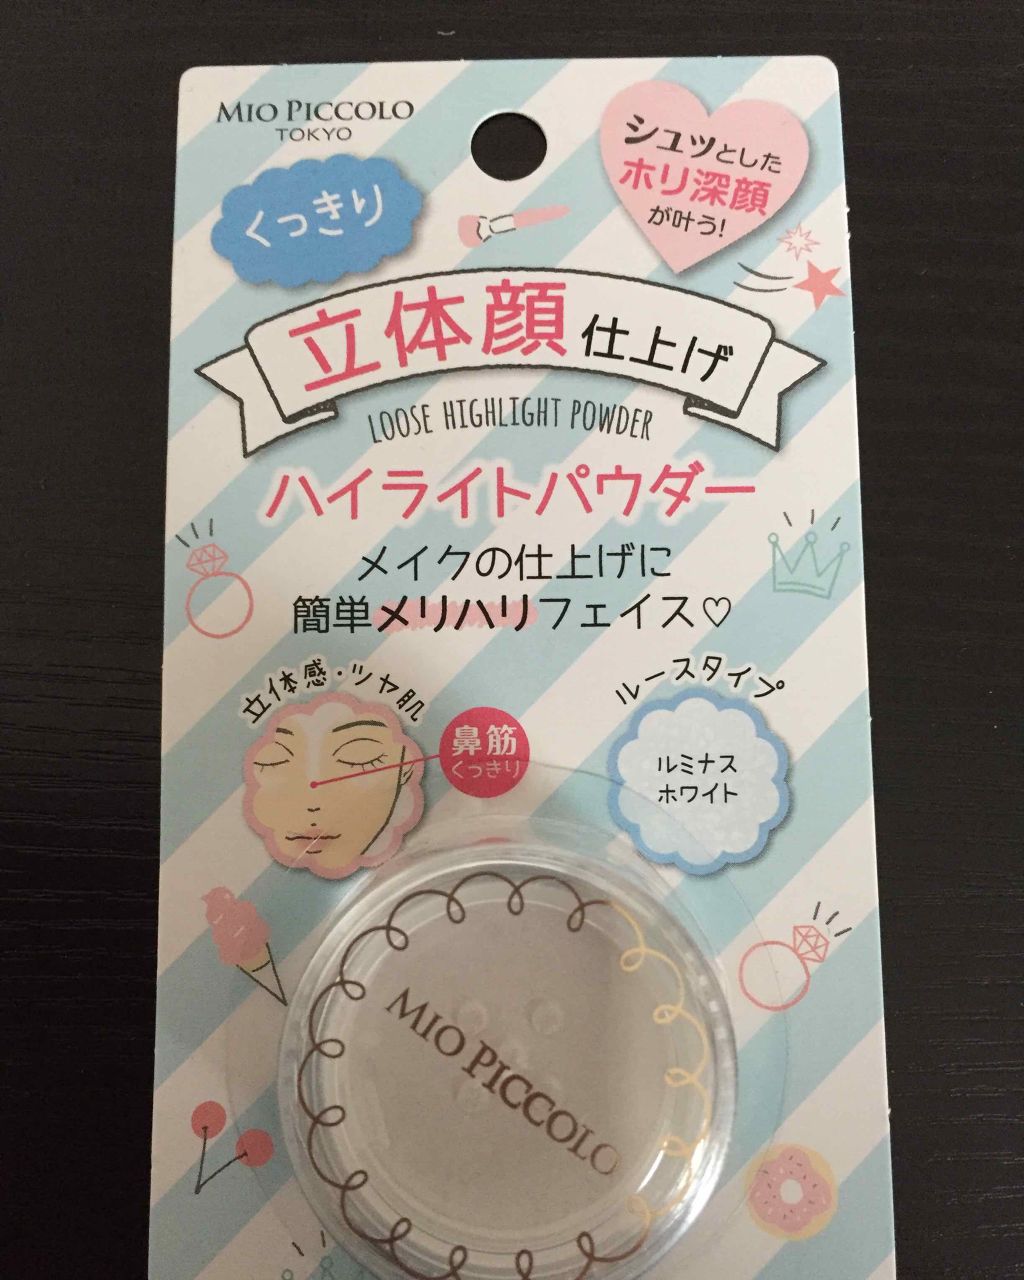 MIO PICCOLO
TOKYO
くっきり
シュッとした
ホリ深顔
が叶う!
立体顔仕上げ
LOOSE HIGHLIGHT POWDER
ハイライトパウダー
メイクの仕上げに
簡単メリハリフェイス♡
立体感・ツヤ肌
鼻筋
くっきり
ルースタイプ
ルミナス
ホワイト
MIO PICCOLO